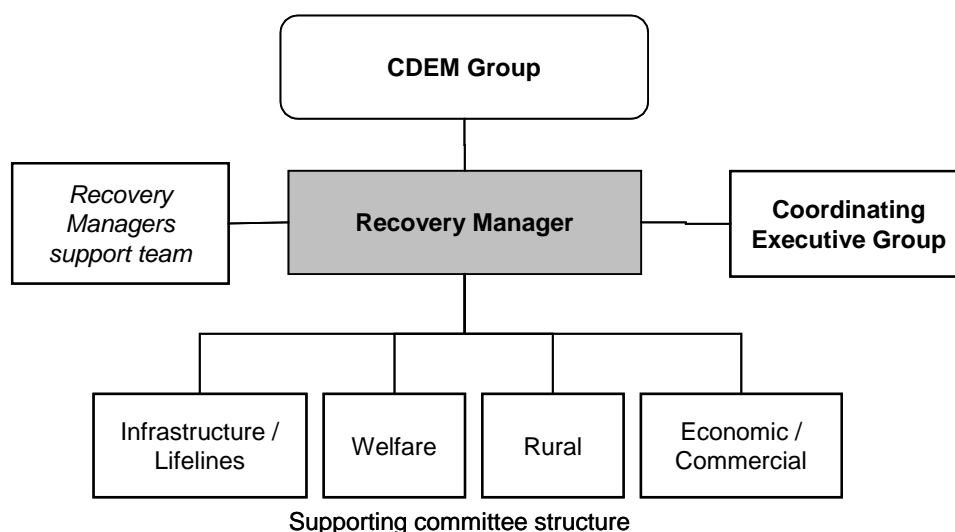 CDEM Group
Recovery
Managers
support team
Recovery Manager
Coordinating
Executive Group
Infrastructure /
Lifelines
Welfare
Rural
Economic /
Commercial
Supporting committee structure